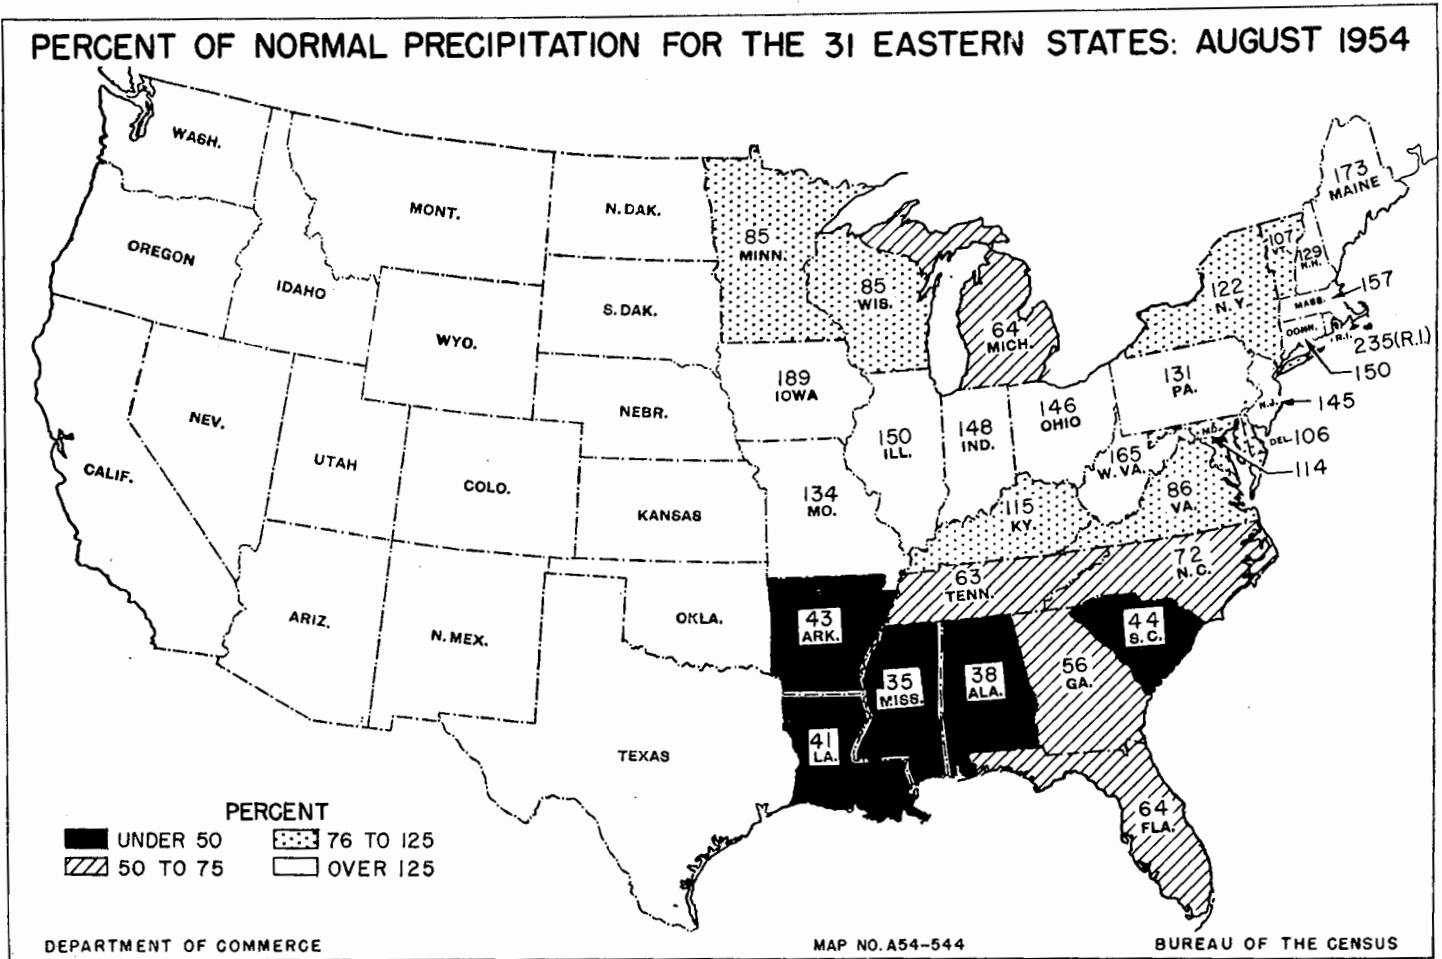 PERCENT OF NORMAL PRECIPITATION FOR THE 31 EASTERN STATES: AUGUST 1954
WASH.
OREGON
IDAHO
MONT.
N. DAK.
S. DAK.
WYO.
NEBR.
NEV.
UTAH
COLO.
KANSAS
CALIF.
ARIZ.
N. MEX.
OKLA.
TEXAS
85
MINN.
85
WIS.
64
MICH.
189
IOWA
134
MO.
150
ILL.
148
IND.
146
OHIO
131
PA.
122
N. Y.
107
VT.
129
N.H.
173
MAINE
MASS.
157
CONN.
R.I.
235(R.I.)
150
N.J.
145
DEL.
106
MD.
114
165
W. VA.
86
VA.
115
KY.
63
TENN.
72
N. C.
44
S. C.
56
GA.
64
FLA.
38
ALA.
35
MISS.
43
ARK.
41
LA.
PERCENT
UNDER 50
76 TO 125
50 TO 75
OVER 125
DEPARTMENT OF COMMERCE
MAP NO. A54-544
BUREAU OF THE CENSUS